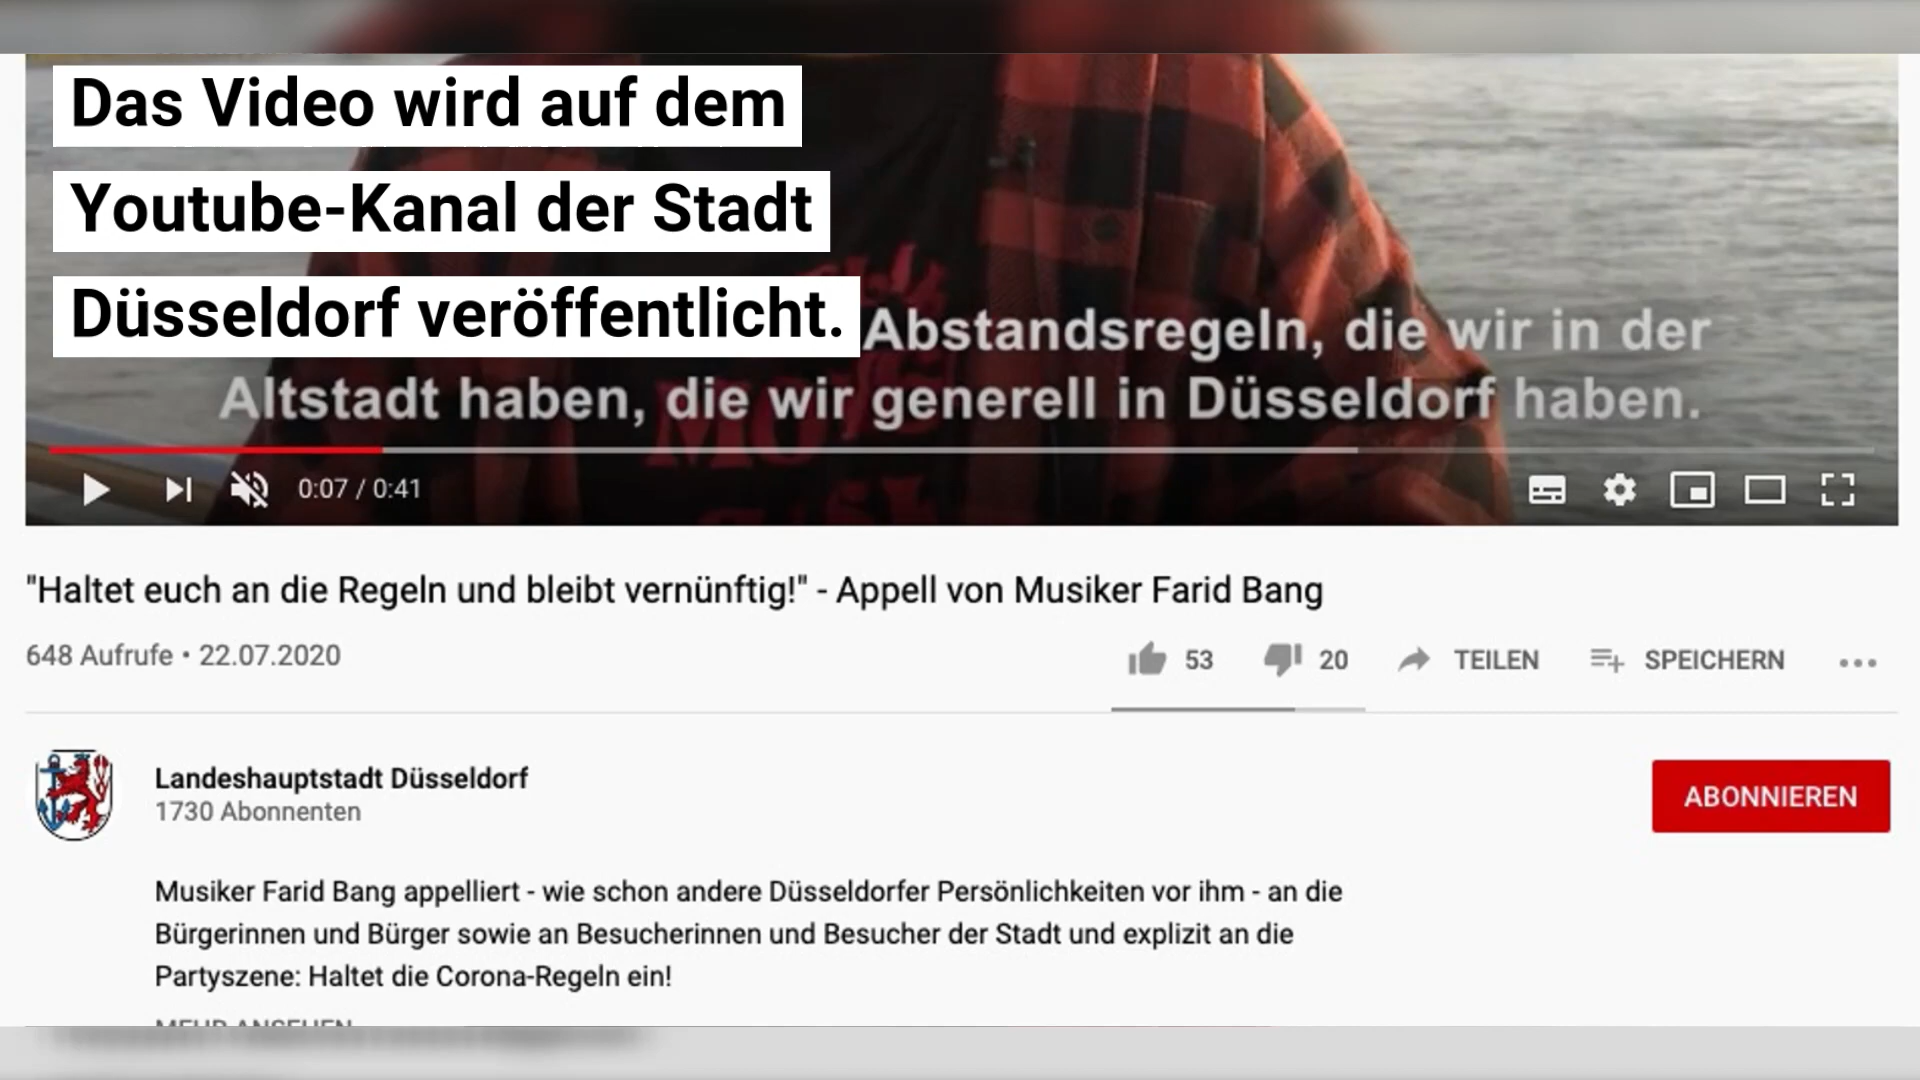 Das Video wird auf dem
Youtube-Kanal der Stadt
Düsseldorf veröffentlicht.
Abstandsregeln, die wir in der
Altstadt haben, die wir generell in Düsseldorf haben.
MO
0:07 / 0:41
"Haltet euch an die Regeln und bleibt vernünftig!" - Appell von Musiker Farid Bang
648 Aufrufe • 22.07.2020
53
20
TEILEN
SPEICHERN
Landeshauptstadt Düsseldorf
1730 Abonnenten
ABONNIEREN
Musiker Farid Bang appelliert - wie schon andere Düsseldorfer Persönlichkeiten vor ihm - an die
Bürgerinnen und Bürger sowie an Besucherinnen und Besucher der Stadt und explizit an die
Partyszene: Haltet die Corona-Regeln ein!
MEHR ANSEHEN